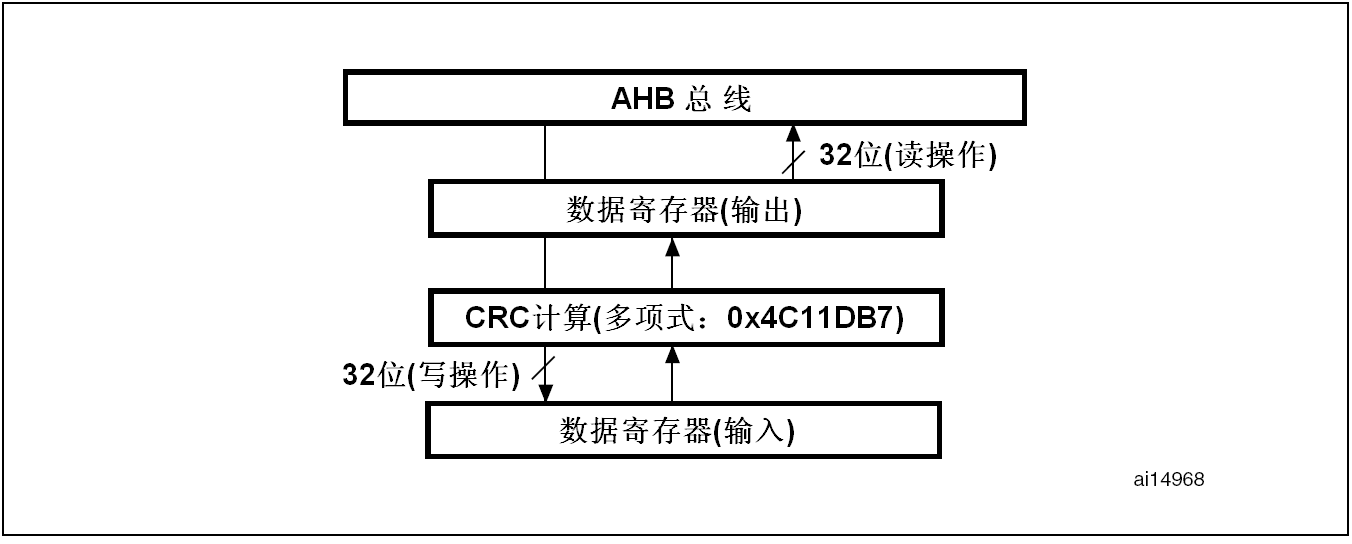 AHB 总 线
32位(读操作)
数据寄存器(输出)
CRC计算(多项式：0x4C11DB7)
32位(写操作)
数据寄存器(输入)
ai14968